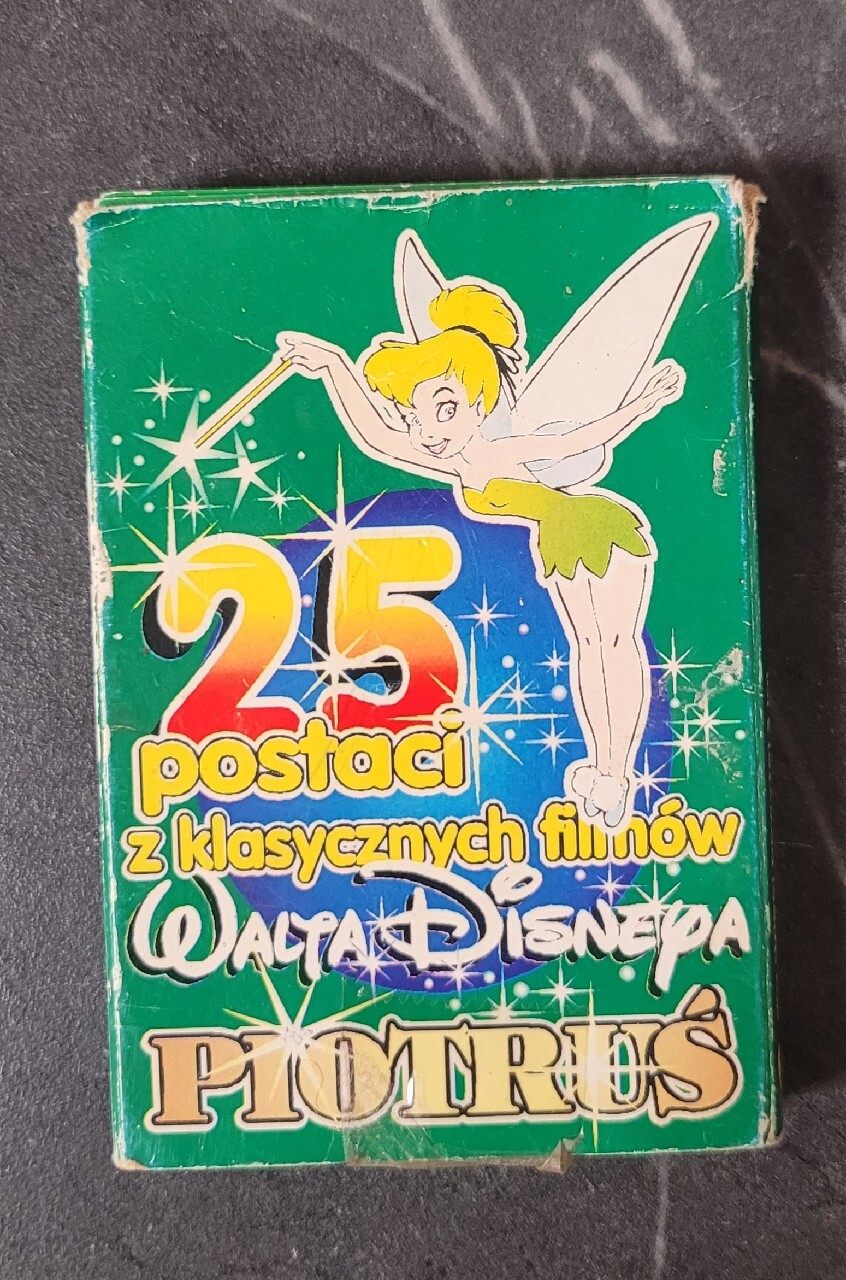 25
postaci
z klasycznych filmów
WALTA DISNEYA
PIOTRUŚ